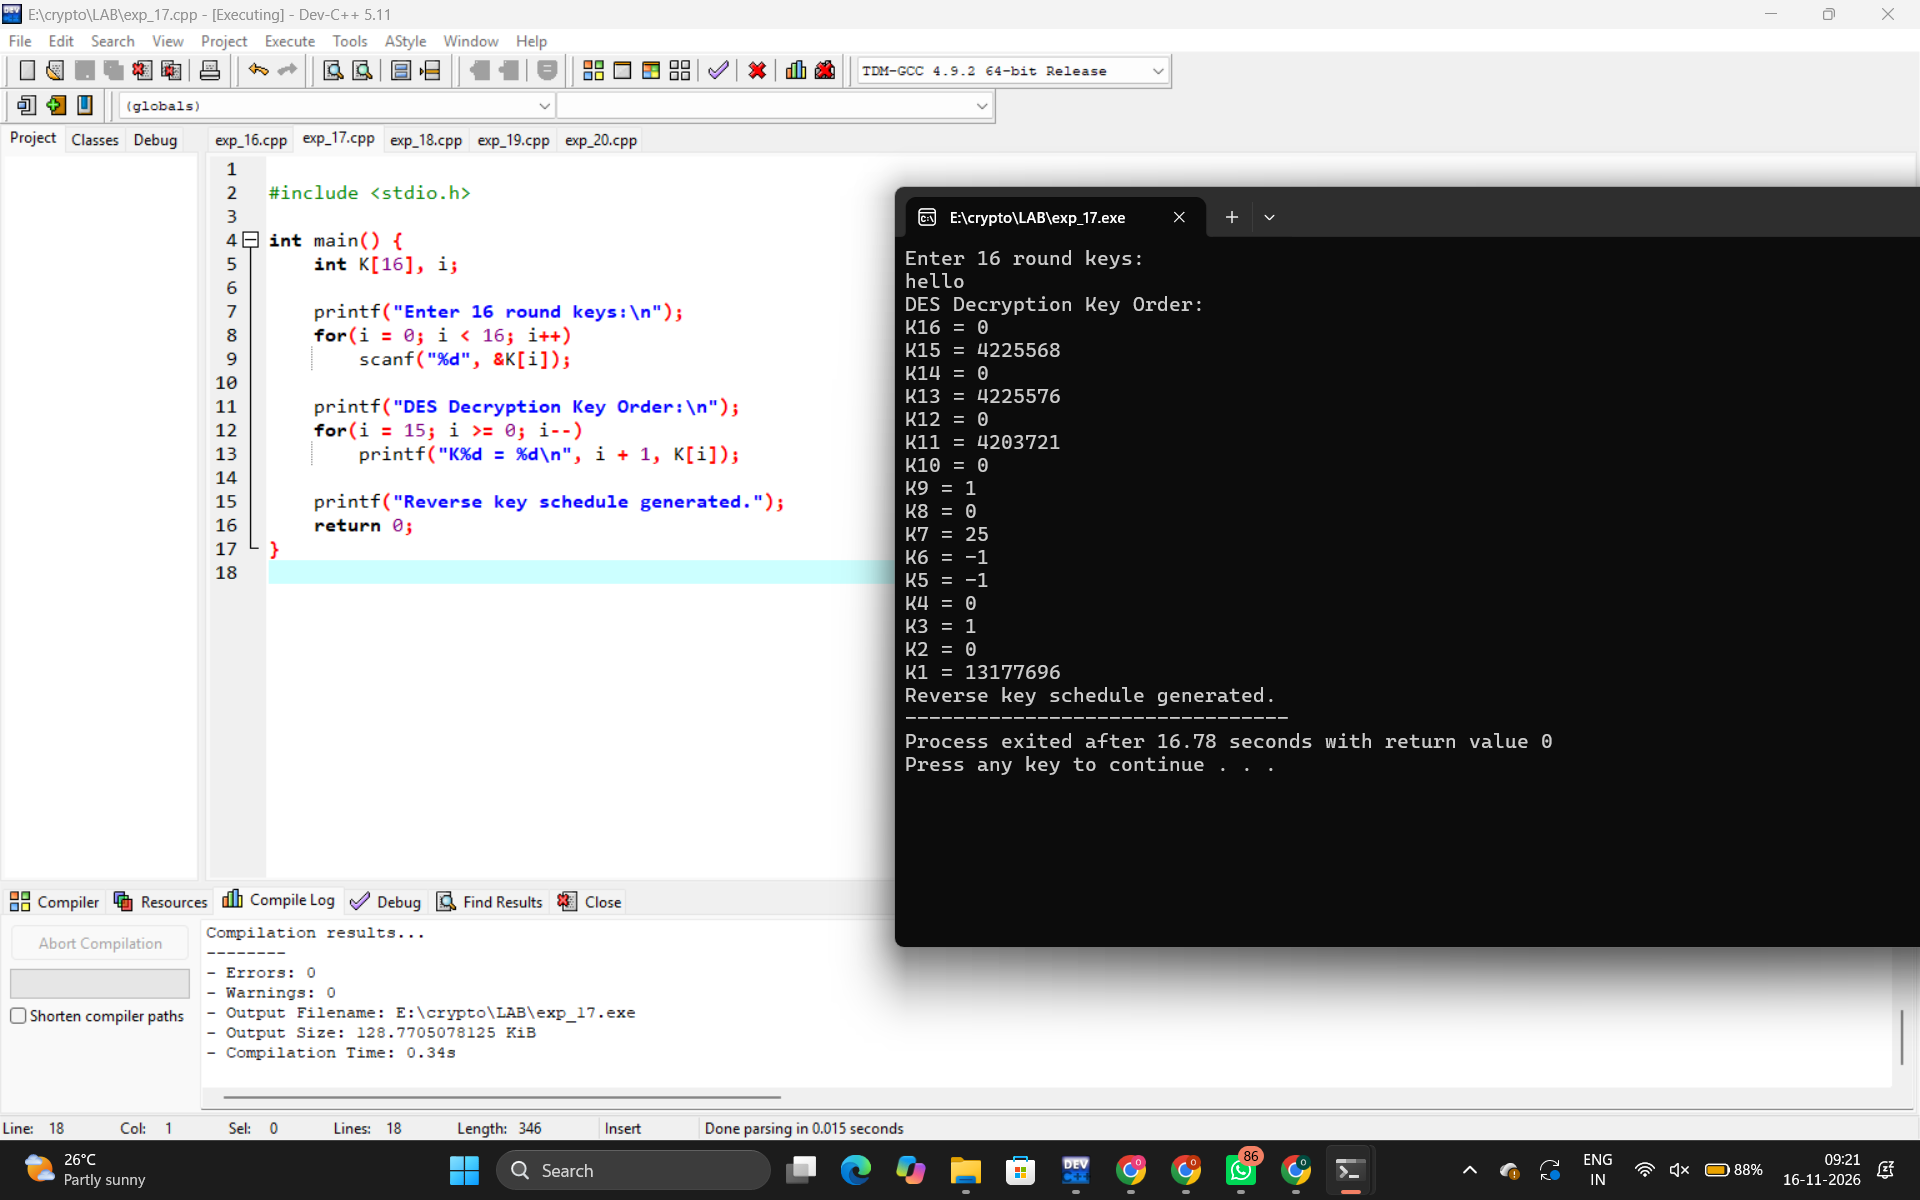 E:\crypto\LAB\exp_17.cpp - [Executing] - Dev-C++ 5.11
File Edit Search View Project Execute Tools AStyle Window Help
TDM-GCC 4.9.2 64-bit Release
(globals)
Project Classes Debug
exp_16.cpp exp_17.cpp exp_18.cpp exp_19.cpp exp_20.cpp
1
2 #include <stdio.h>
3
4 int main() {
5 int K[16], i;
6
7 printf("Enter 16 round keys:\n");
8 for(i = 0; i < 16; i++)
9 scanf("%d", &K[i]);
10
11 printf("DES Decryption Key Order:\n");
12 for(i = 15; i >= 0; i--)
13 printf("K%d = %d\n", i + 1, K[i]);
14
15 printf("Reverse key schedule generated.");
16 return 0;
17 }
18
E:\crypto\LAB\exp_17.exe
Enter 16 round keys:
hello
DES Decryption Key Order:
K16 = 0
K15 = 4225568
K14 = 0
K13 = 4225576
K12 = 0
K11 = 4203721
K10 = 0
K9 = 1
K8 = 0
K7 = 25
K6 = -1
K5 = -1
K4 = 0
K3 = 1
K2 = 0
K1 = 13177696
Reverse key schedule generated.
--------------------------------
Process exited after 16.78 seconds with return value 0
Press any key to continue . . .
Compiler Resources Compile Log Debug Find Results Close
Abort Compilation
Shorten compiler paths
Compilation results...
--------
- Errors: 0
- Warnings: 0
- Output Filename: E:\crypto\LAB\exp_17.exe
- Output Size: 128.7705078125 KiB
- Compilation Time: 0.34s
Line: 18 Col: 1 Sel: 0 Lines: 18 Length: 346 Insert Done parsing in 0.015 seconds
26°C
Partly sunny
Search
DEV
86
ENG
IN
88%
09:21
16-11-2026